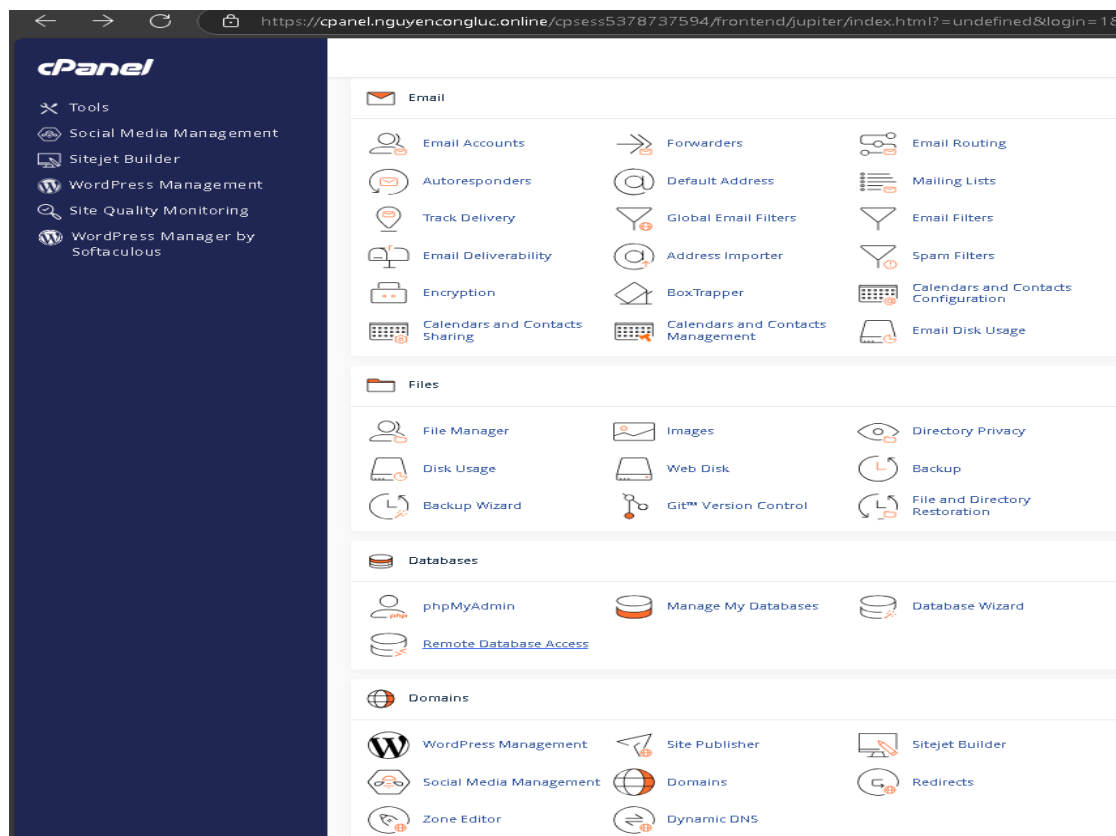 https://cpanel.nguyencongluc.online/cpsess5378737594/frontend/jupiter/index.html?=undefined&login=1&
cPanel
Tools
Social Media Management
Sitejet Builder
WordPress Management
Site Quality Monitoring
WordPress Manager by
Softaculous
Email
Email Accounts
Forwarders
Email Routing
Autoresponders
Default Address
Mailing Lists
Track Delivery
Global Email Filters
Email Filters
Email Deliverability
Address Importer
Spam Filters
Encryption
BoxTrapper
Calendars and Contacts
Configuration
Calendars and Contacts
Sharing
Calendars and Contacts
Management
Email Disk Usage
Files
File Manager
Images
Directory Privacy
Disk Usage
Web Disk
Backup
Backup Wizard
Git™ Version Control
File and Directory
Restoration
Databases
php
phpMyAdmin
Manage My Databases
Database Wizard
Remote Database Access
Domains
WordPress Management
Site Publisher
Sitejet Builder
Social Media Management
Domains
Redirects
Zone Editor
Dynamic DNS